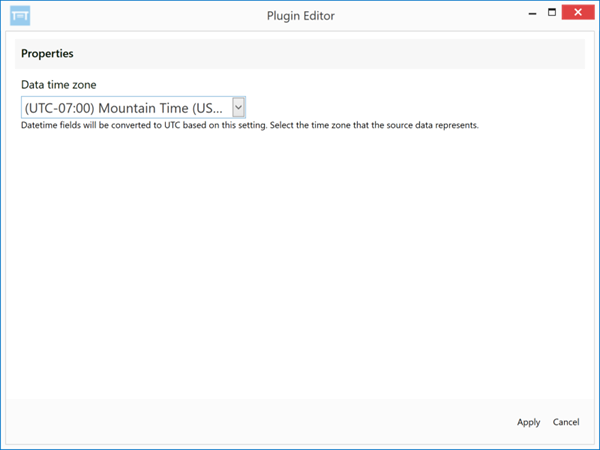 Plugin Editor
Properties
Data time zone
(UTC-07:00) Mountain Time (US...
Datetime fields will be converted to UTC based on this setting. Select the time zone that the source data represents.
Apply Cancel